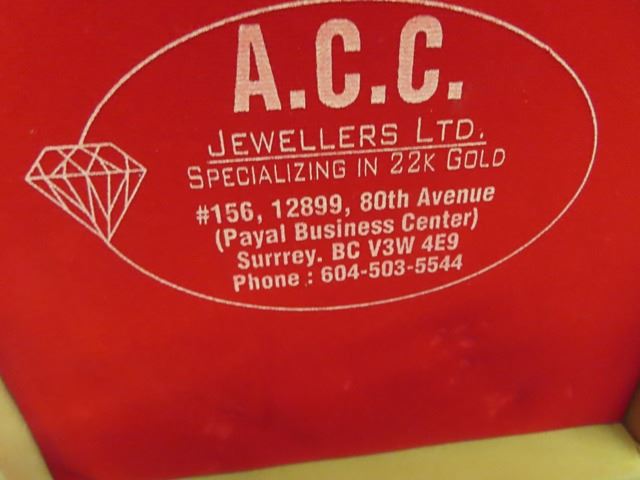 A.C.C.
JEWELLERS LTD.
SPECIALIZING IN 22K GOLD
#156, 12899, 80th Avenue
(Payal Business Center)
Surrrey. BC V3W 4E9
Phone : 604-503-5544